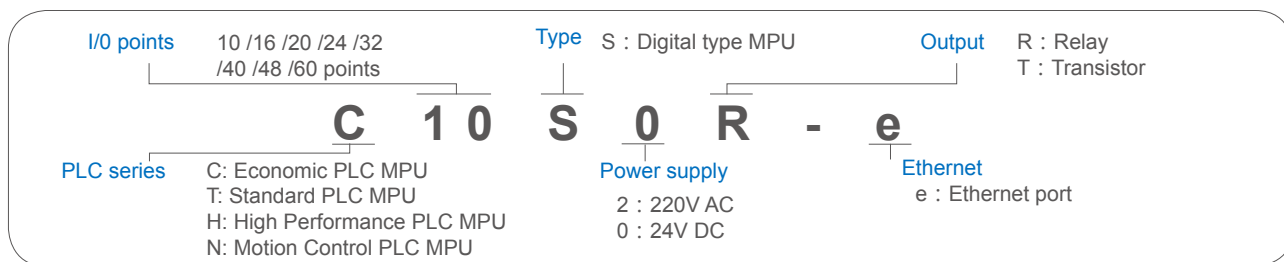 I/0 points 10 /16 /20 /24 /32
/40 /48 /60 points
Type S：Digital type MPU
Output R：Relay
T：Transistor
C 10 S 0 R - e
PLC series C: Economic PLC MPU
T: Standard PLC MPU
H: High Performance PLC MPU
N: Motion Control PLC MPU
Power supply
2：220V AC
0：24V DC
Ethernet
e：Ethernet port